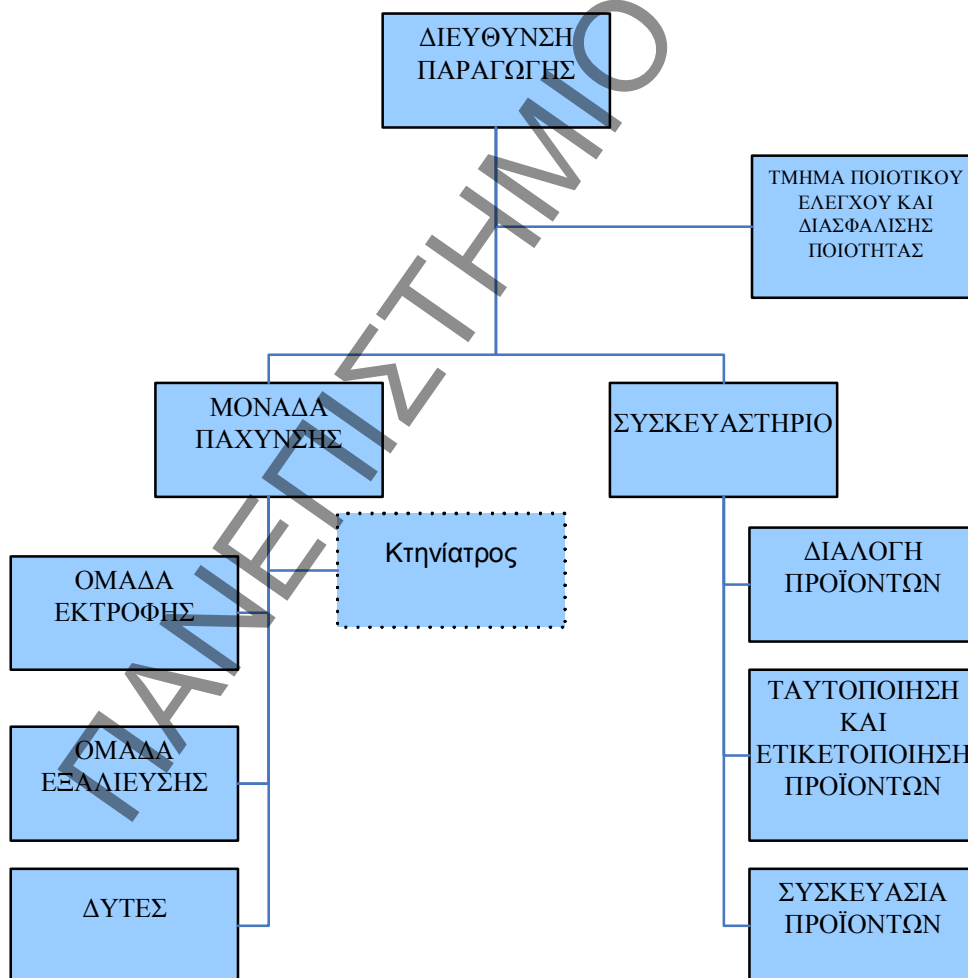 ΔΙΕΥΘΥΝΣΗ
ΠΑΡΑΓΩΓΗΣ
ΤΜΗΜΑ ΠΟΙΟΤΙΚΟΥ
ΕΛΕΓΧΟΥ ΚΑΙ
ΔΙΑΣΦΑΛΙΣΗΣ
ΠΟΙΟΤΗΤΑΣ
ΜΟΝΑΔΑ
ΠΑΧΥΝΣΗΣ
ΣΥΣΚΕΥΑΣΤΗΡΙΟ
Κτηνίατρος
ΟΜΑΔΑ
ΕΚΤΡΟΦΗΣ
ΟΜΑΔΑ
ΕΞΑΛΙΕΥΣΗΣ
ΔΥΤΕΣ
ΔΙΑΛΟΓΗ
ΠΡΟΪΟΝΤΩΝ
ΤΑΥΤΟΠΟΙΗΣΗ
ΚΑΙ
ΕΤΙΚΕΤΟΠΟΙΗΣΗ
ΠΡΟΪΟΝΤΩΝ
ΣΥΣΚΕΥΑΣΙΑ
ΠΡΟΪΟΝΤΩΝ
ΠΑΝΕΠΙΣΤΗΜΙΟ